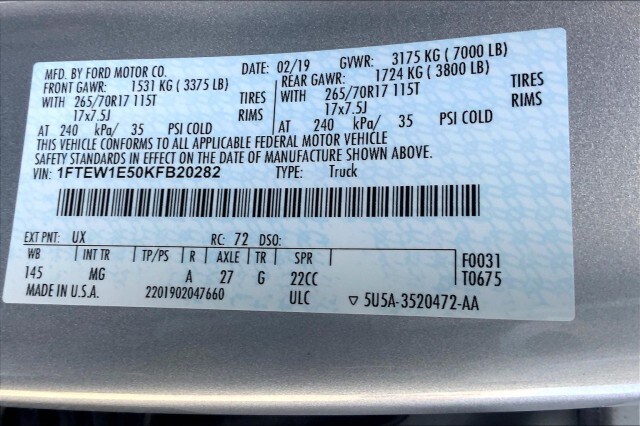 MFD. BY FORD MOTOR CO. DATE: 02/19 GVWR: 3175 KG ( 7000 LB)
FRONT GAWR: 1531 KG ( 3375 LB) REAR GAWR: 1724 KG ( 3800 LB)
WITH 265/70R17 115T TIRES WITH 265/70R17 115T TIRES
17x7.5J RIMS 17x7.5J RIMS
AT 240 kPa/ 35 PSI COLD AT 240 kPa/ 35 PSI COLD
THIS VEHICLE CONFORMS TO ALL APPLICABLE FEDERAL MOTOR VEHICLE
SAFETY STANDARDS IN EFFECT ON THE DATE OF MANUFACTURE SHOWN ABOVE.
VIN: 1FTEW1E50KFB20282 TYPE: Truck
EXT PNT: UX RC: 72 DSO:
WB INT TR TP/PS R AXLE TR SPR F0031
145 MG A 27 G 22CC T0675
MADE IN U.S.A. 2201902047660 ULC ▽ 5U5A-3520472-AA